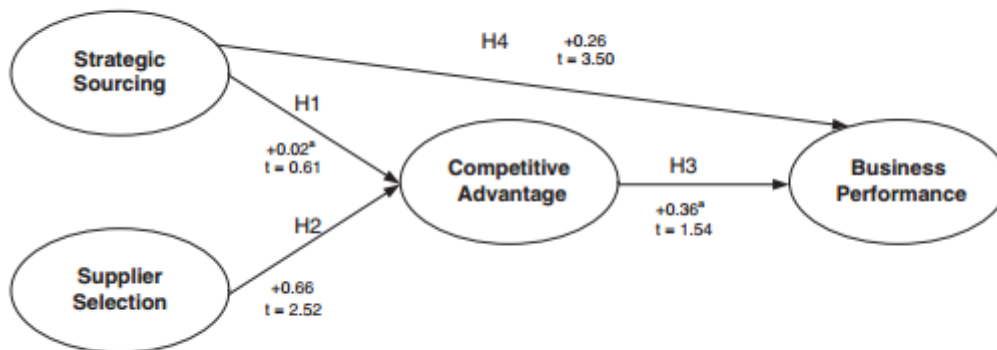 Strategic
Sourcing
H4
+0.26
t = 3.50
H1
+0.02ª
t = 0.61
Competitive
Advantage
H3
+0.36ª
t = 1.54
Business
Performance
H2
Supplier
Selection
+0.66
t = 2.52